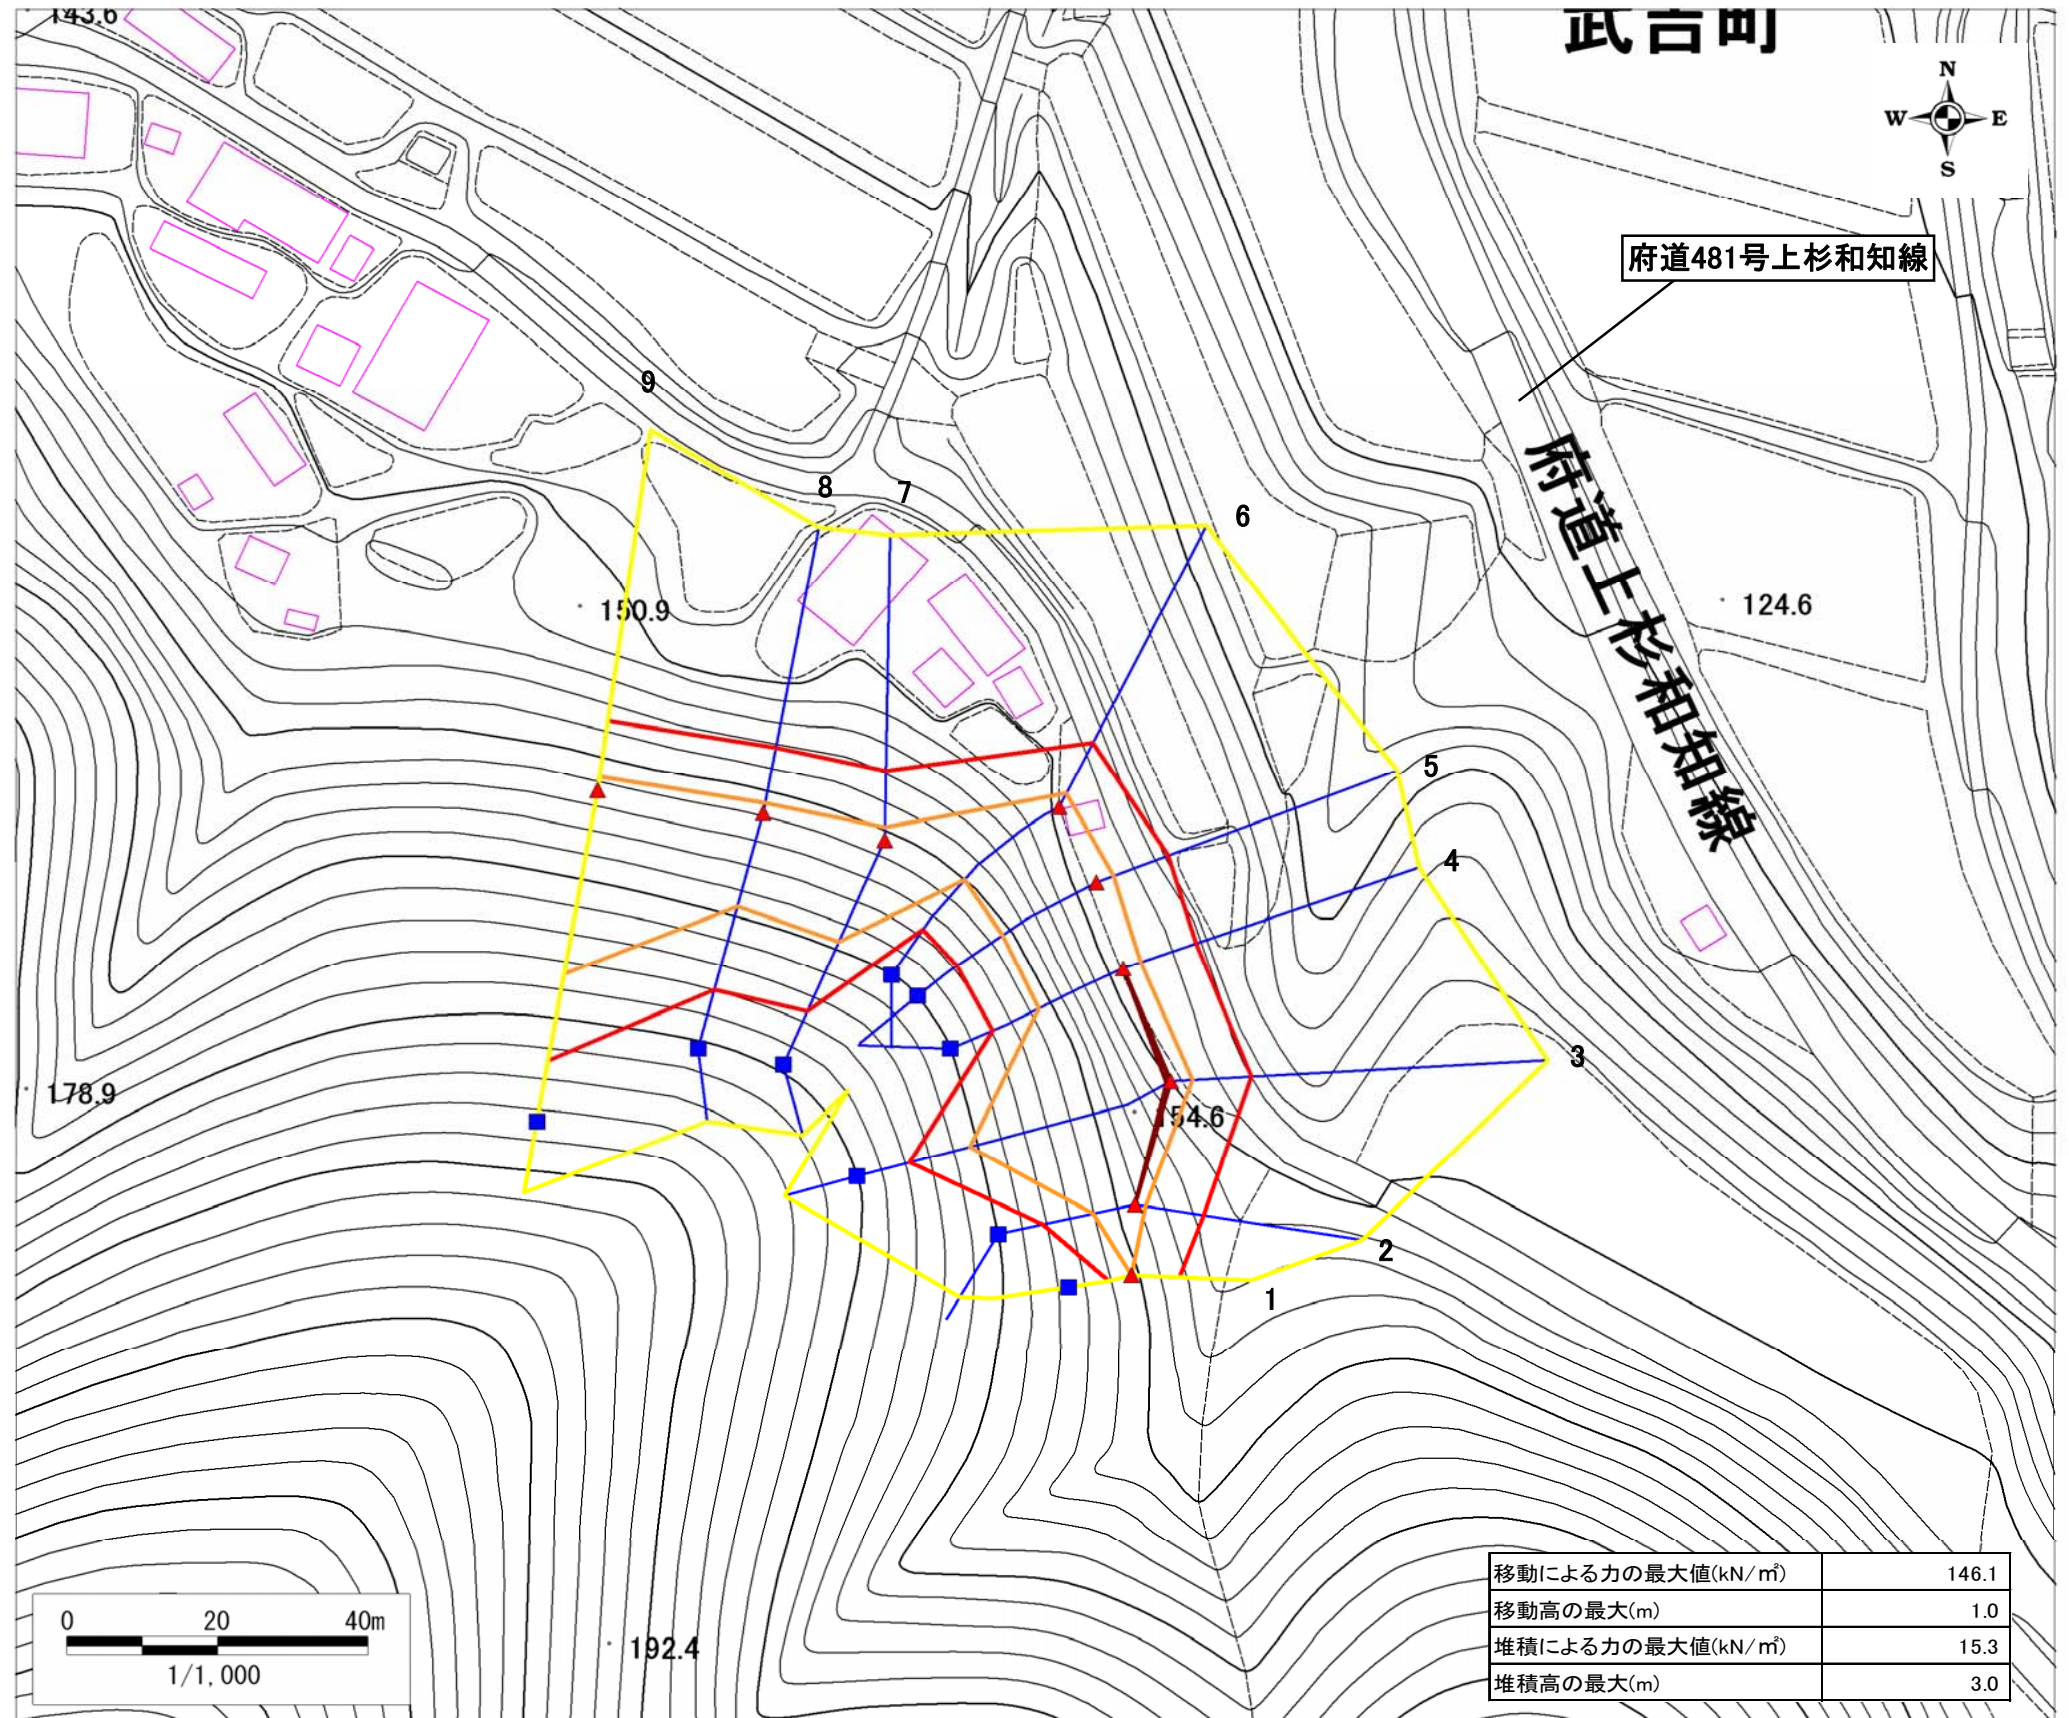 143.6
武吉町
N
W E
S
府道481号上杉和知線
9
8
7
6
府道上杉和知線
150.9
124.6
5
4
3
178.9
154.6
2
1
0 20 40m
1/1,000
192.4
移動による力の最大値(kN/㎡) 146.1
移動高の最大(m) 1.0
堆積による力の最大値(kN/㎡) 15.3
堆積高の最大(m) 3.0